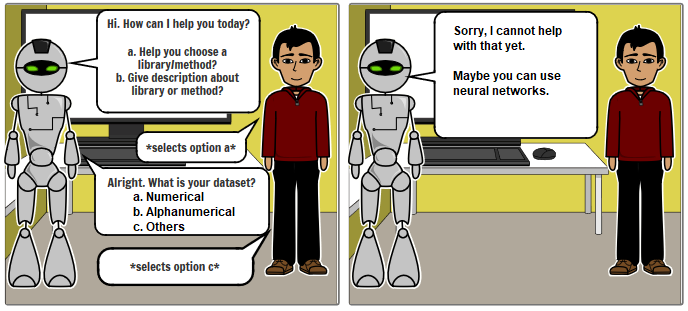 Hi. How can I help you today?
a. Help you choose a
library/method?
b. Give description about
library or method?
*selects option a*
Alright. What is your dataset?
a. Numerical
b. Alphanumerical
c. Others
*selects option c*
Sorry, I cannot help
with that yet.
Maybe you can use
neural networks.